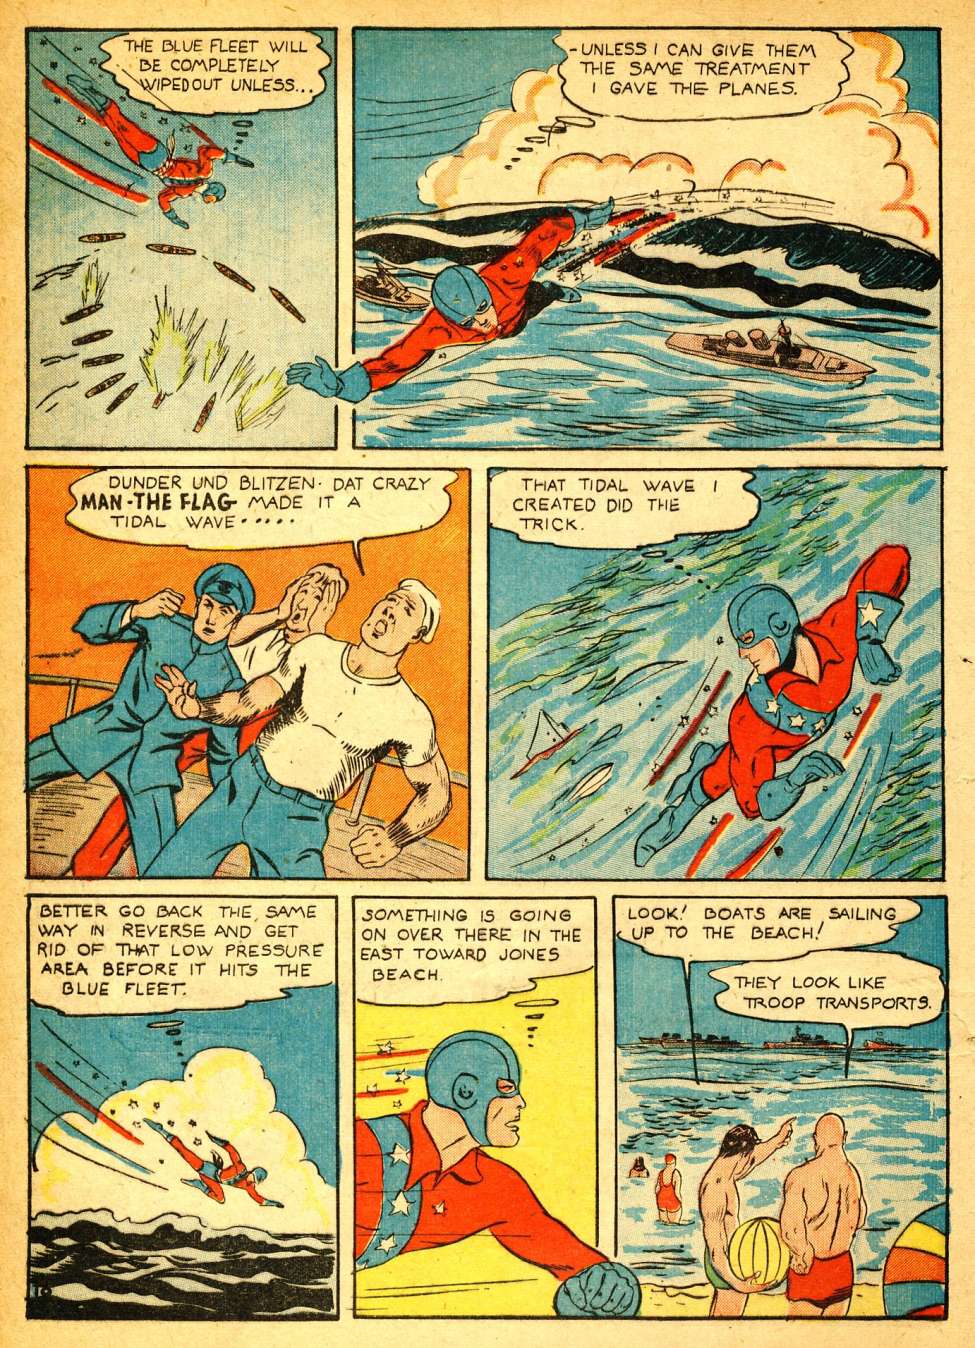 THE BLUE FLEET WILL
BE COMPLETELY
WIPED OUT UNLESS...
-UNLESS I CAN GIVE THEM
THE SAME TREATMENT
I GAVE THE PLANES.
DUNDER UND BLITZEN- DAT CRAZY
MAN-THE FLAG- MADE IT A
TIDAL WAVE.....
THAT TIDAL WAVE I
CREATED DID THE
TRICK.
BETTER GO BACK THE SAME
WAY IN REVERSE AND GET
RID OF THAT LOW PRESSURE
AREA BEFORE IT HITS THE
BLUE FLEET.
SOMETHING IS GOING
ON OVER THERE IN THE
EAST TOWARD JONES
BEACH.
LOOK! BOATS ARE SAILING
UP TO THE BEACH!
THEY LOOK LIKE
TROOP TRANSPORTS.
10